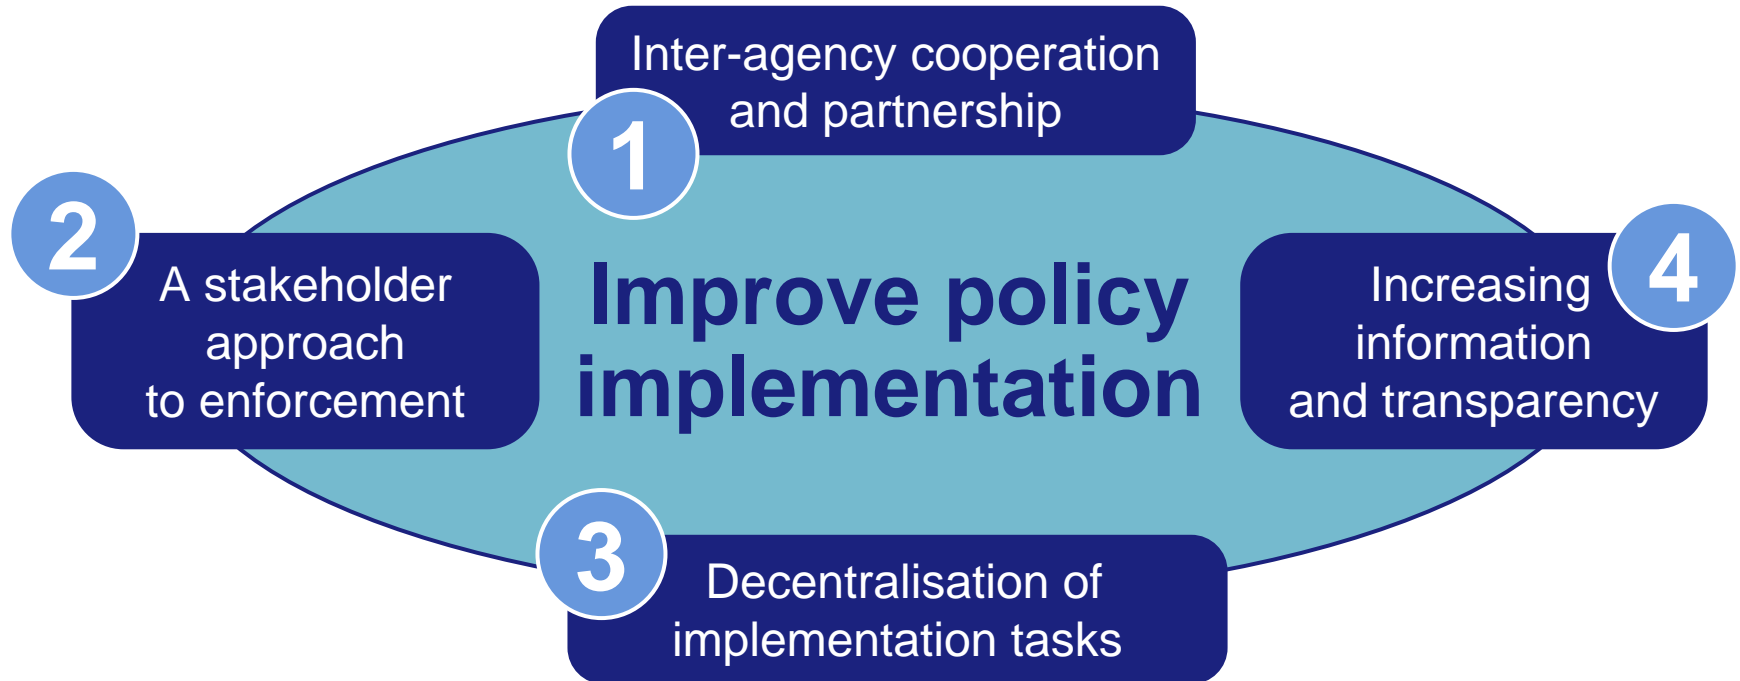 1
Inter-agency cooperation
and partnership
2
A stakeholder
approach
to enforcement
Improve policy
implementation
4
Increasing
information
and transparency
3
Decentralisation of
implementation tasks